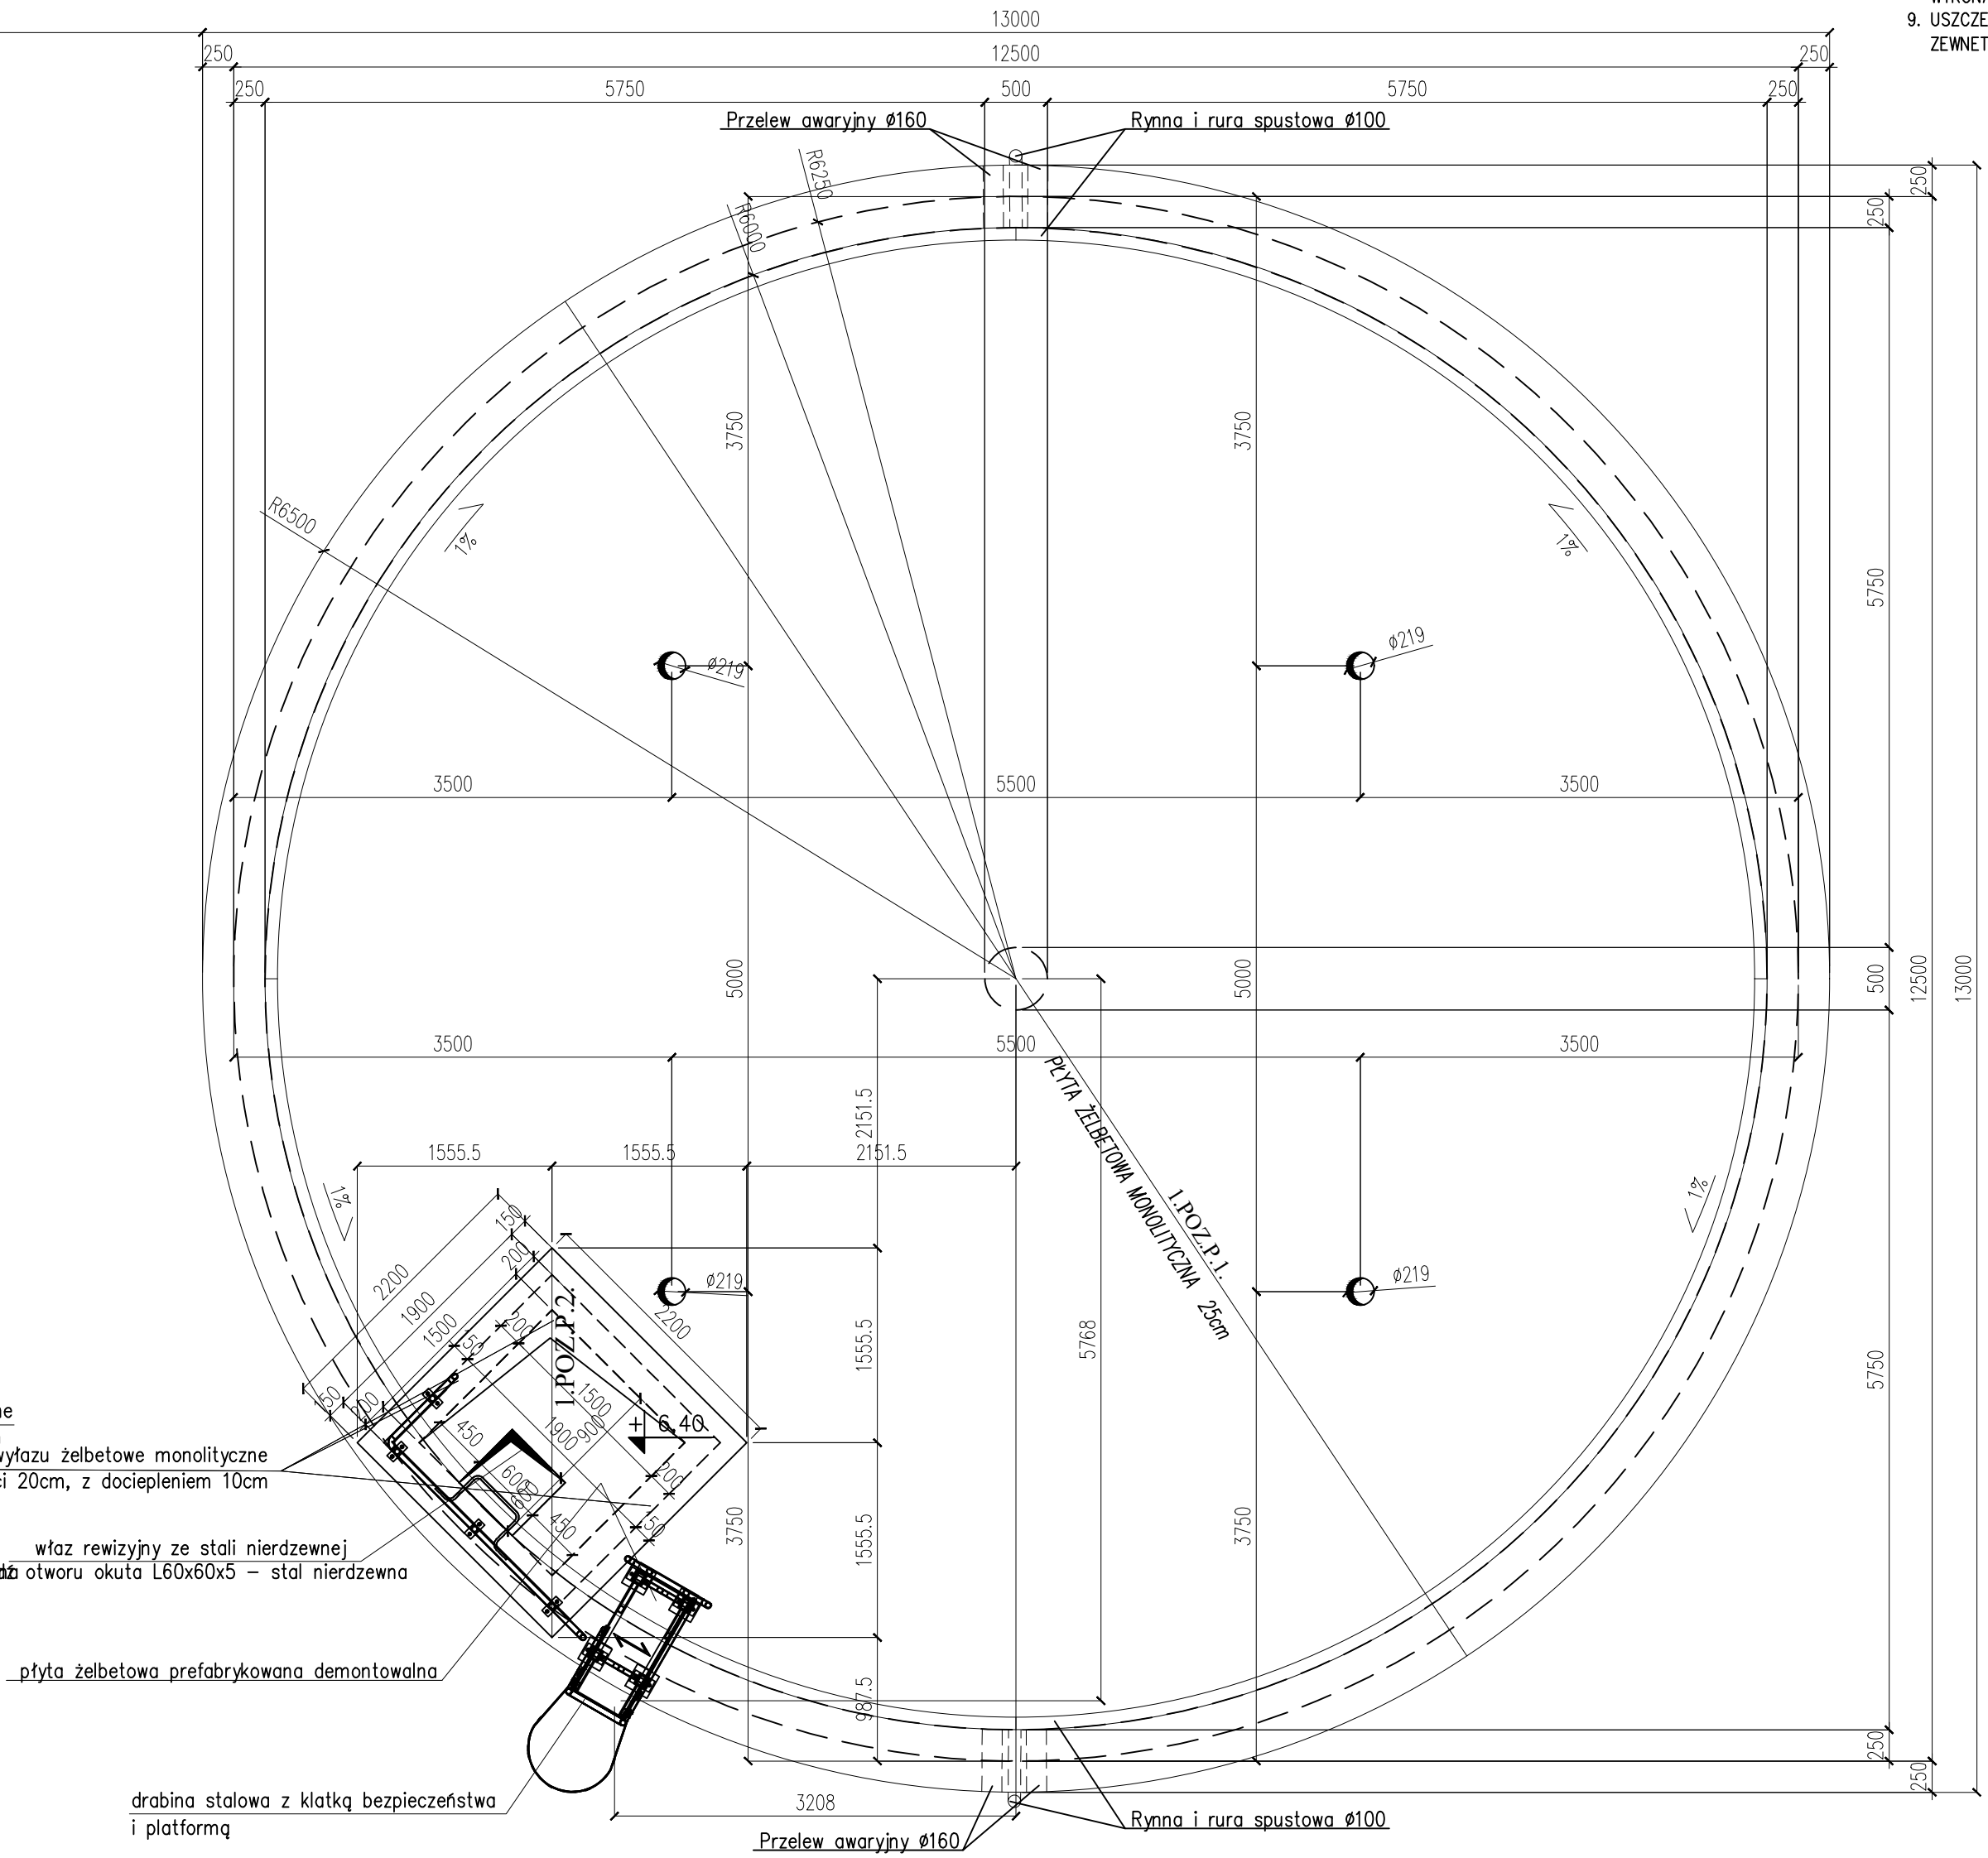 13000
9. USZCZE
ZEWNET
250
12500
250
250
5750
500
5750
250
Przelew awaryjny ø160
Rynna i rura spustowa ø100
R6250
R6000
R6500
250
250
3750
3750
1%
1%
5750
ø219
ø219
3500
5500
3500
5000
5000
500
12500
13000
3500
5500
3500
2151.5
1555.5
1555.5
2151.5
PŁYTA ŻELBETOWA MONOLITYCZNA 25cm
1.POZ.P.1.
1%
1%
150
200
2200
1900
1500
50
200
2200
ø219
ø219
1.POZ.P.2.
5768
1555.5
5750
150
200
450
1500
1900
900
+ 6,40
wyłazu żelbetowe monolityczne
ci 20cm, z dociepleniem 10cm
600
600
200
450
150
3750
3750
1555.5
właz rewizyjny ze stali nierdzewnej
otworu okuta L60x60x5 – stal nierdzewna
płyta żelbetowa prefabrykowana demontowalna
987.5
250
250
drabina stalowa z klatką bezpieczeństwa
i platformą
3208
Rynna i rura spustowa ø100
Przelew awaryjny ø160